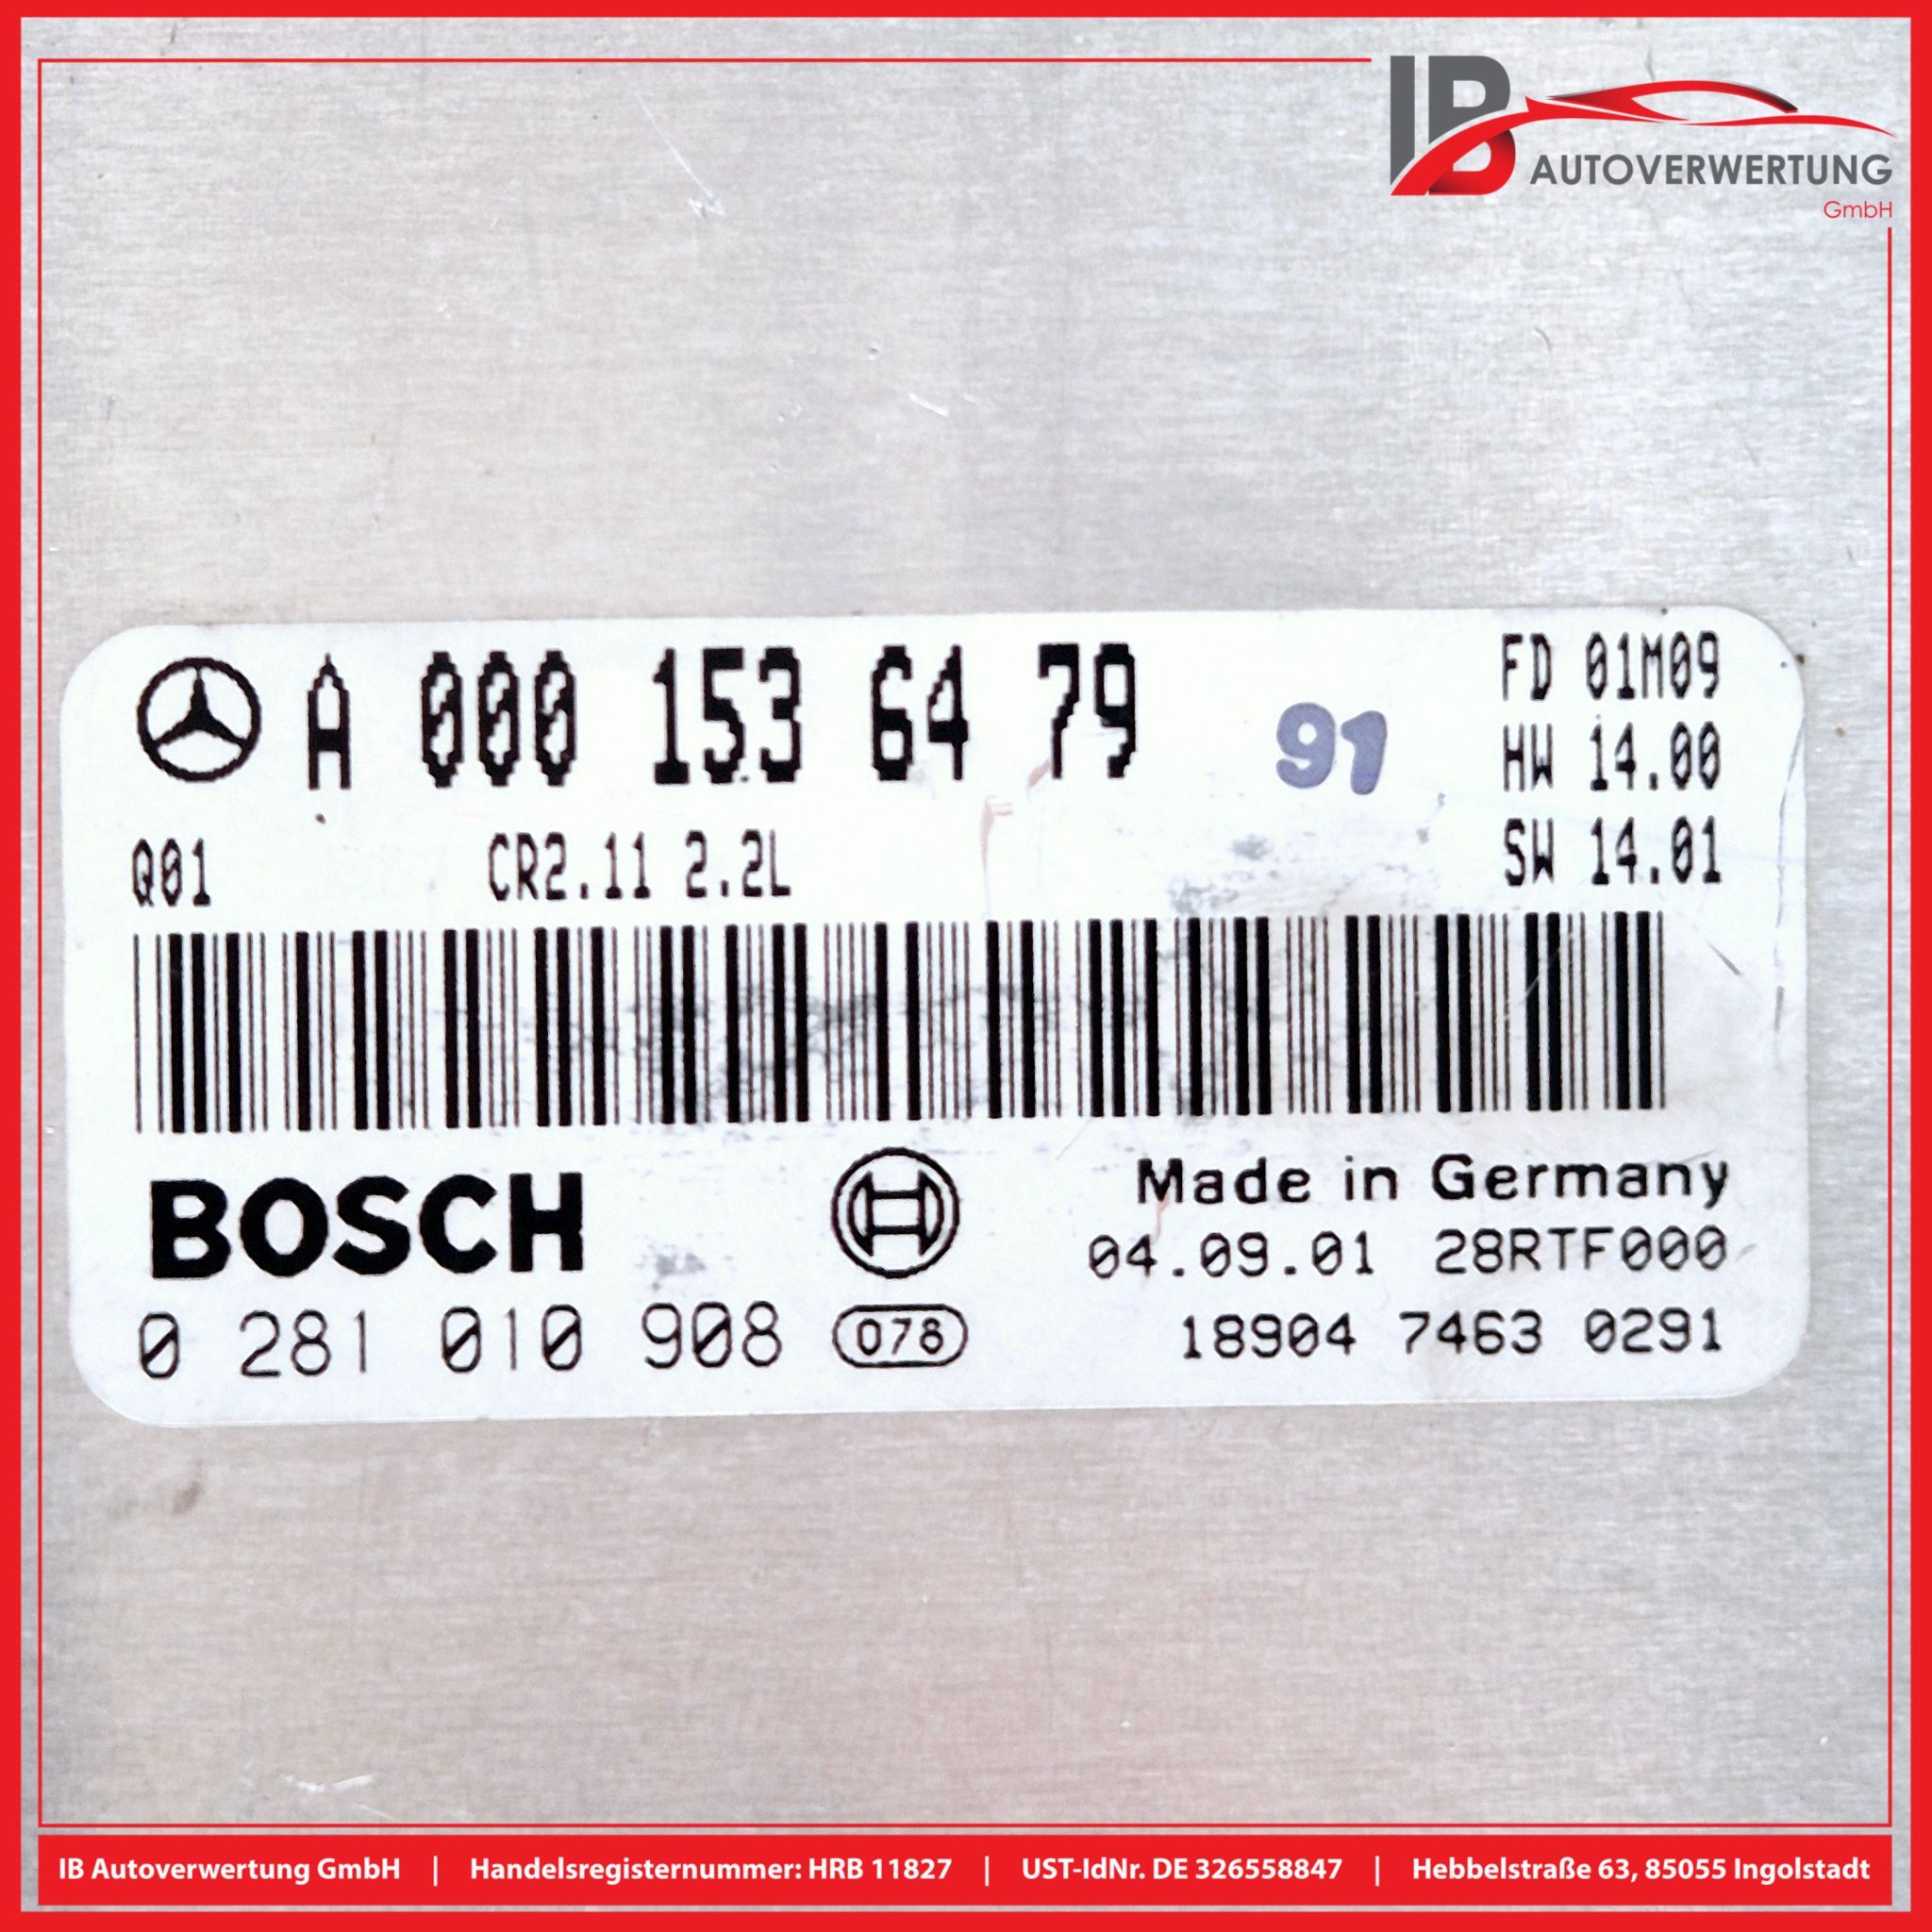 IB AUTOVERWERTUNG
GmbH
A 000 153 64 79
91
FD 01M09
HW 14.00
SW 14.01
Q01 CR2.11 2.2L
BOSCH
Made in Germany
04.09.01 28RTF000
0 281 010 908 078 18904 7463 0291
IB Autoverwertung GmbH | Handelsregisternummer: HRB 11827 | UST-IdNr. DE 326558847 | Hebbelstraße 63, 85055 Ingolstadt